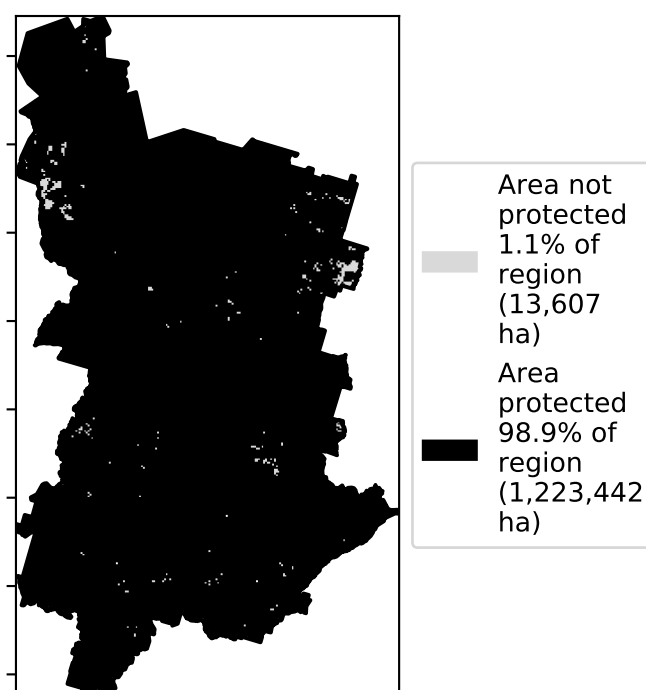 Area not
protected
1.1% of
region
(13,607
ha)
Area
protected
98.9% of
region
(1,223,442
ha)